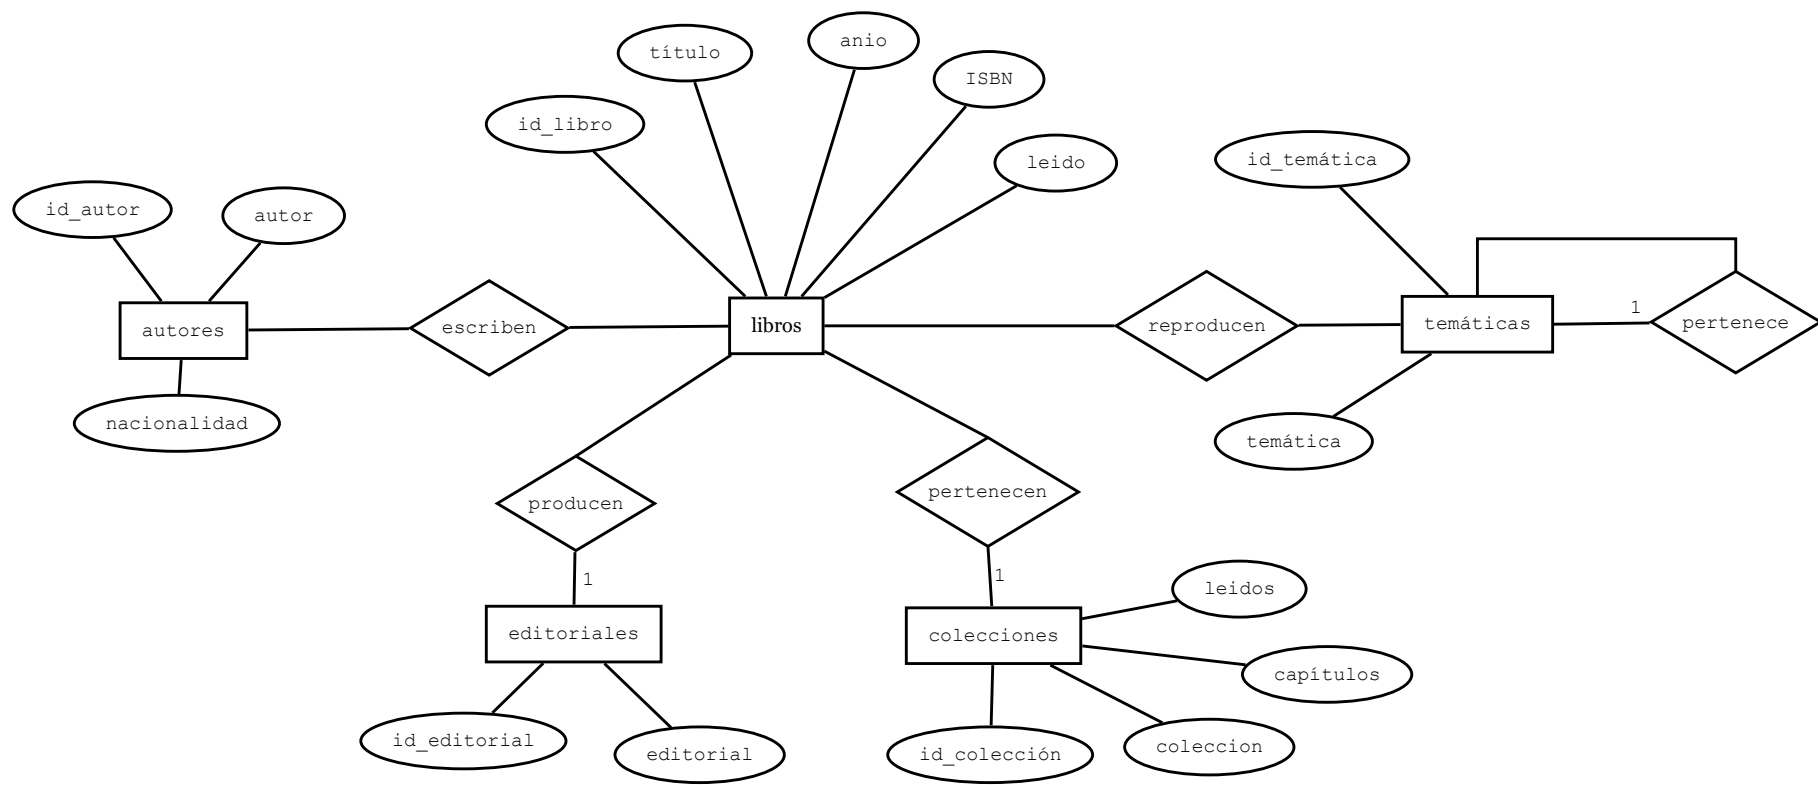 anio
título
ISBN
id_libro
leido
id_temática
id_autor
autor
1
escriben
libros
reproducen
temáticas
pertenece
autores
nacionalidad
temática
producen
pertenecen
1
1
leidos
editoriales
colecciones
capítulos
id_editorial
editorial
id_colección
coleccion